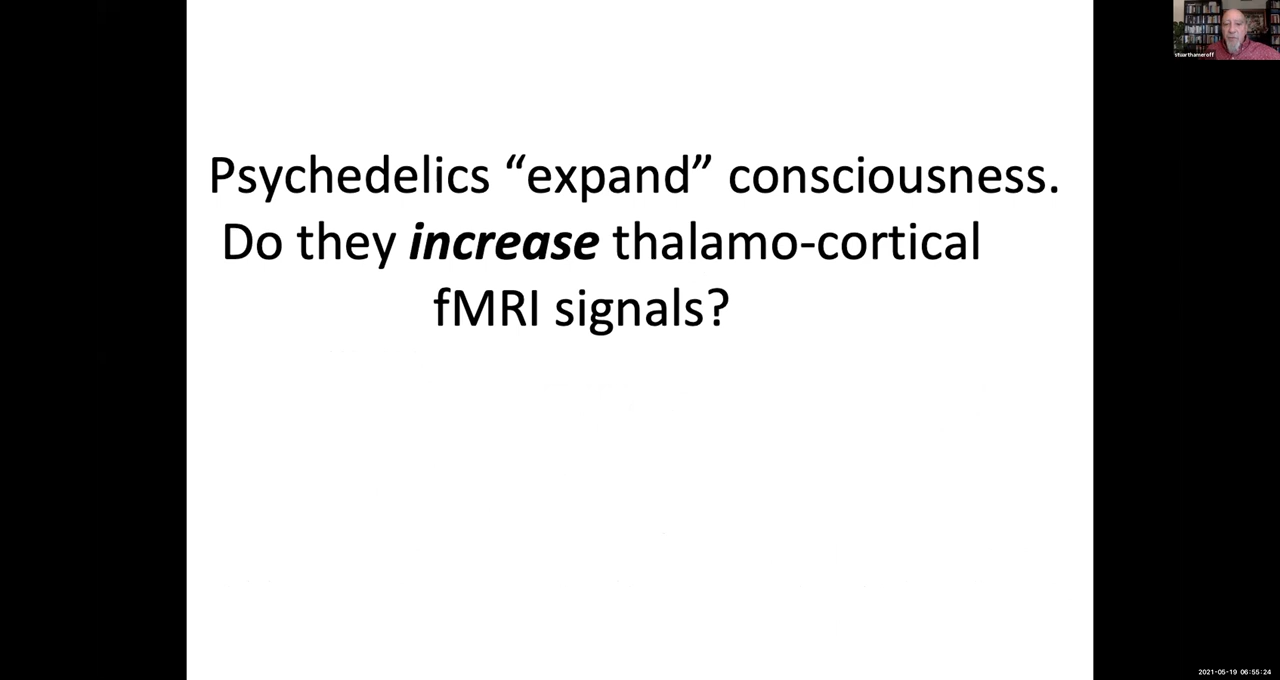 stuarthameroff
Psychedelics “expand” consciousness.
Do they increase thalamo-cortical
fMRI signals?
2021-05-19 06:55:24